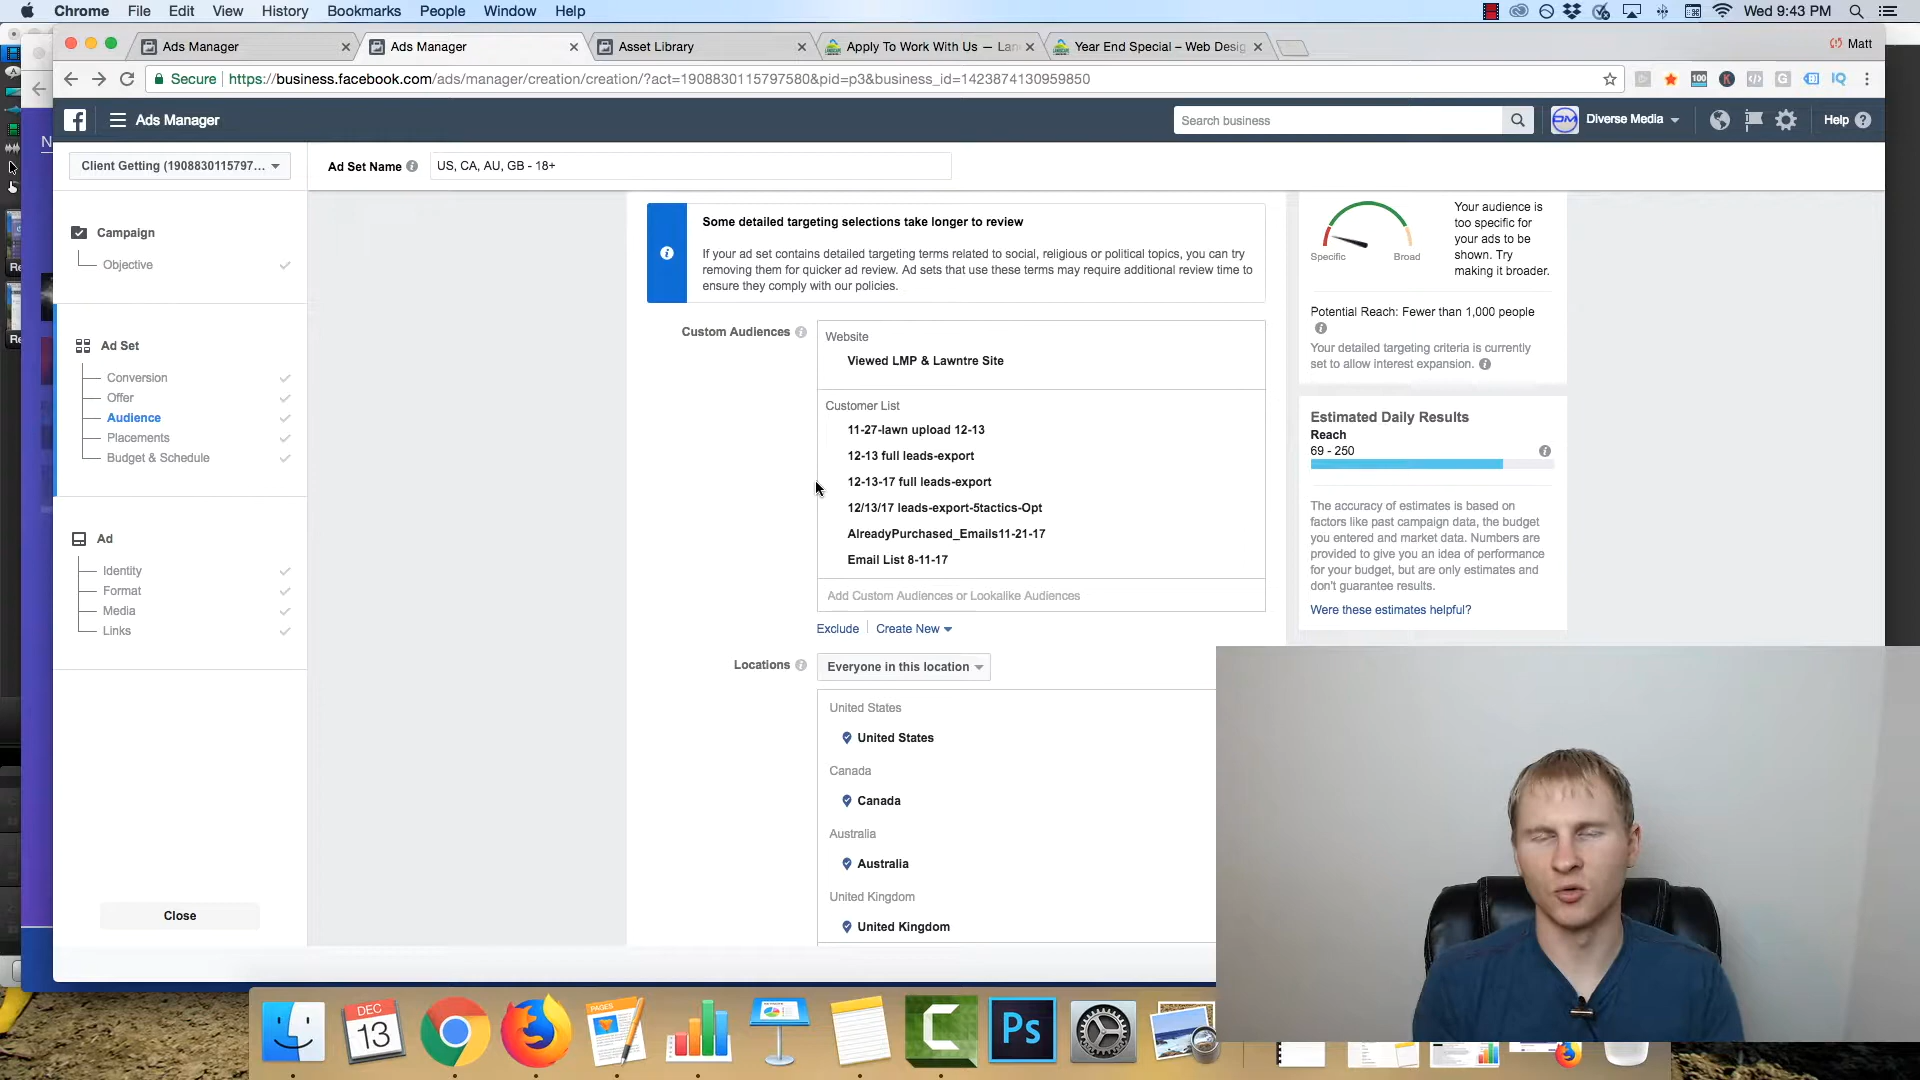 Chrome File Edit View History Bookmarks People Window Help
Wed 9:43 PM
Ads Manager
Ads Manager
Asset Library
Apply To Work With Us — Lan
Year End Special – Web Desig
Matt
Secure https://business.facebook.com/ads/manager/creation/creation/?act=1908830115797580&pid=p3&business_id=1423874130959850
100
K
G
IQ
Ads Manager
Search business
DM
Diverse Media
Help
Client Getting (1908830115797...
Ad Set Name
US, CA, AU, GB - 18+
Campaign
Objective
Ad Set
Conversion
Offer
Audience
Placements
Budget & Schedule
Ad
Identity
Format
Media
Links
Close
Some detailed targeting selections take longer to review
If your ad set contains detailed targeting terms related to social, religious or political topics, you can try
removing them for quicker ad review. Ad sets that use these terms may require additional review time to
ensure they comply with our policies.
Custom Audiences
Website
Viewed LMP & Lawntre Site
Customer List
11-27-lawn upload 12-13
12-13 full leads-export
12-13-17 full leads-export
12/13/17 leads-export-5tactics-Opt
AlreadyPurchased_Emails11-21-17
Email List 8-11-17
Add Custom Audiences or Lookalike Audiences
Exclude
Create New
Locations
Everyone in this location
United States
United States
Canada
Canada
Australia
Australia
United Kingdom
United Kingdom
Specific
Broad
Your audience is
too specific for
your ads to be
shown. Try
making it broader.
Potential Reach: Fewer than 1,000 people
Your detailed targeting criteria is currently
set to allow interest expansion.
Estimated Daily Results
Reach
69 - 250
The accuracy of estimates is based on
factors like past campaign data, the budget
you entered and market data. Numbers are
provided to give you an idea of performance
for your budget, but are only estimates and
don't guarantee results.
Were these estimates helpful?
N
Re
Re
DEC
13
PAGES
Ps